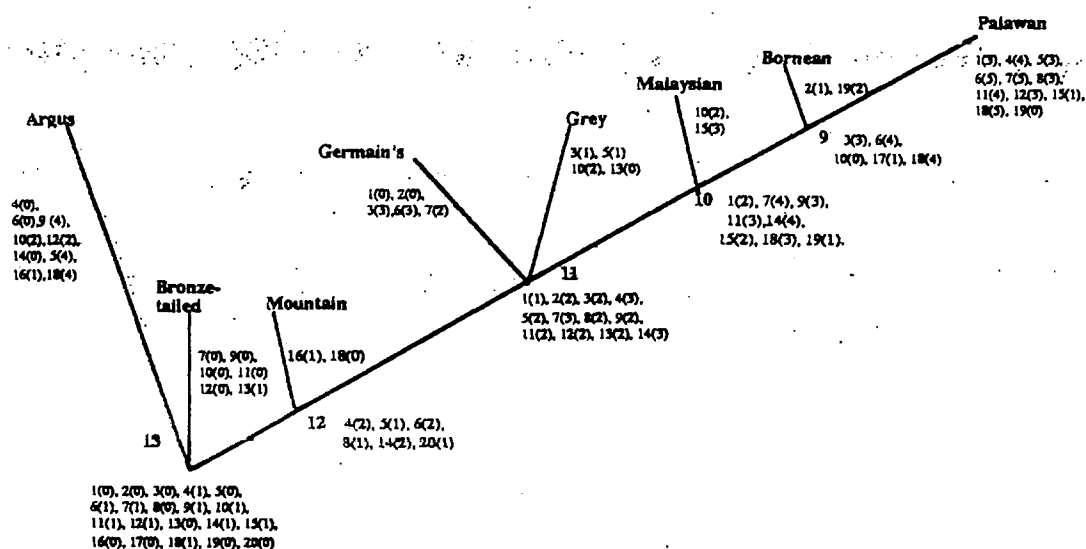 Palawan
1(3), 4(4), 5(3),
6(5), 7(5), 8(3),
11(4), 12(3), 15(1),
18(5), 19(0)
Bornean
2(1), 19(2)
Malaysian
10(2),
15(3)
Argus
Grey
3(1), 5(1)
10(2), 13(0)
Germain's
1(0), 2(0),
3(3),6(3), 7(2)
9
3(3), 6(4),
10(0), 17(1), 18(4)
10
1(2), 7(4), 9(3),
11(3),14(4),
15(2), 18(3), 19(1).
4(0),
6(0),9 (4),
10(2),12(2),
14(0), 5(4),
16(1),18(4)
11
1(1), 2(2), 3(2), 4(3),
5(2), 7(3), 8(2), 9(2),
11(2), 12(2), 13(2), 14(3)
Bronze-
tailed
7(0), 9(0),
10(0), 11(0)
12(0), 13(1)
Mountain
16(1), 18(0)
12
4(2), 5(1), 6(2),
8(1), 14(2), 20(1)
13
1(0), 2(0), 3(0), 4(1), 5(0),
6(1), 7(1), 8(0), 9(1), 10(1),
11(1), 12(1), 13(0), 14(1), 15(1),
16(0), 17(0), 18(1), 19(0), 20(0)